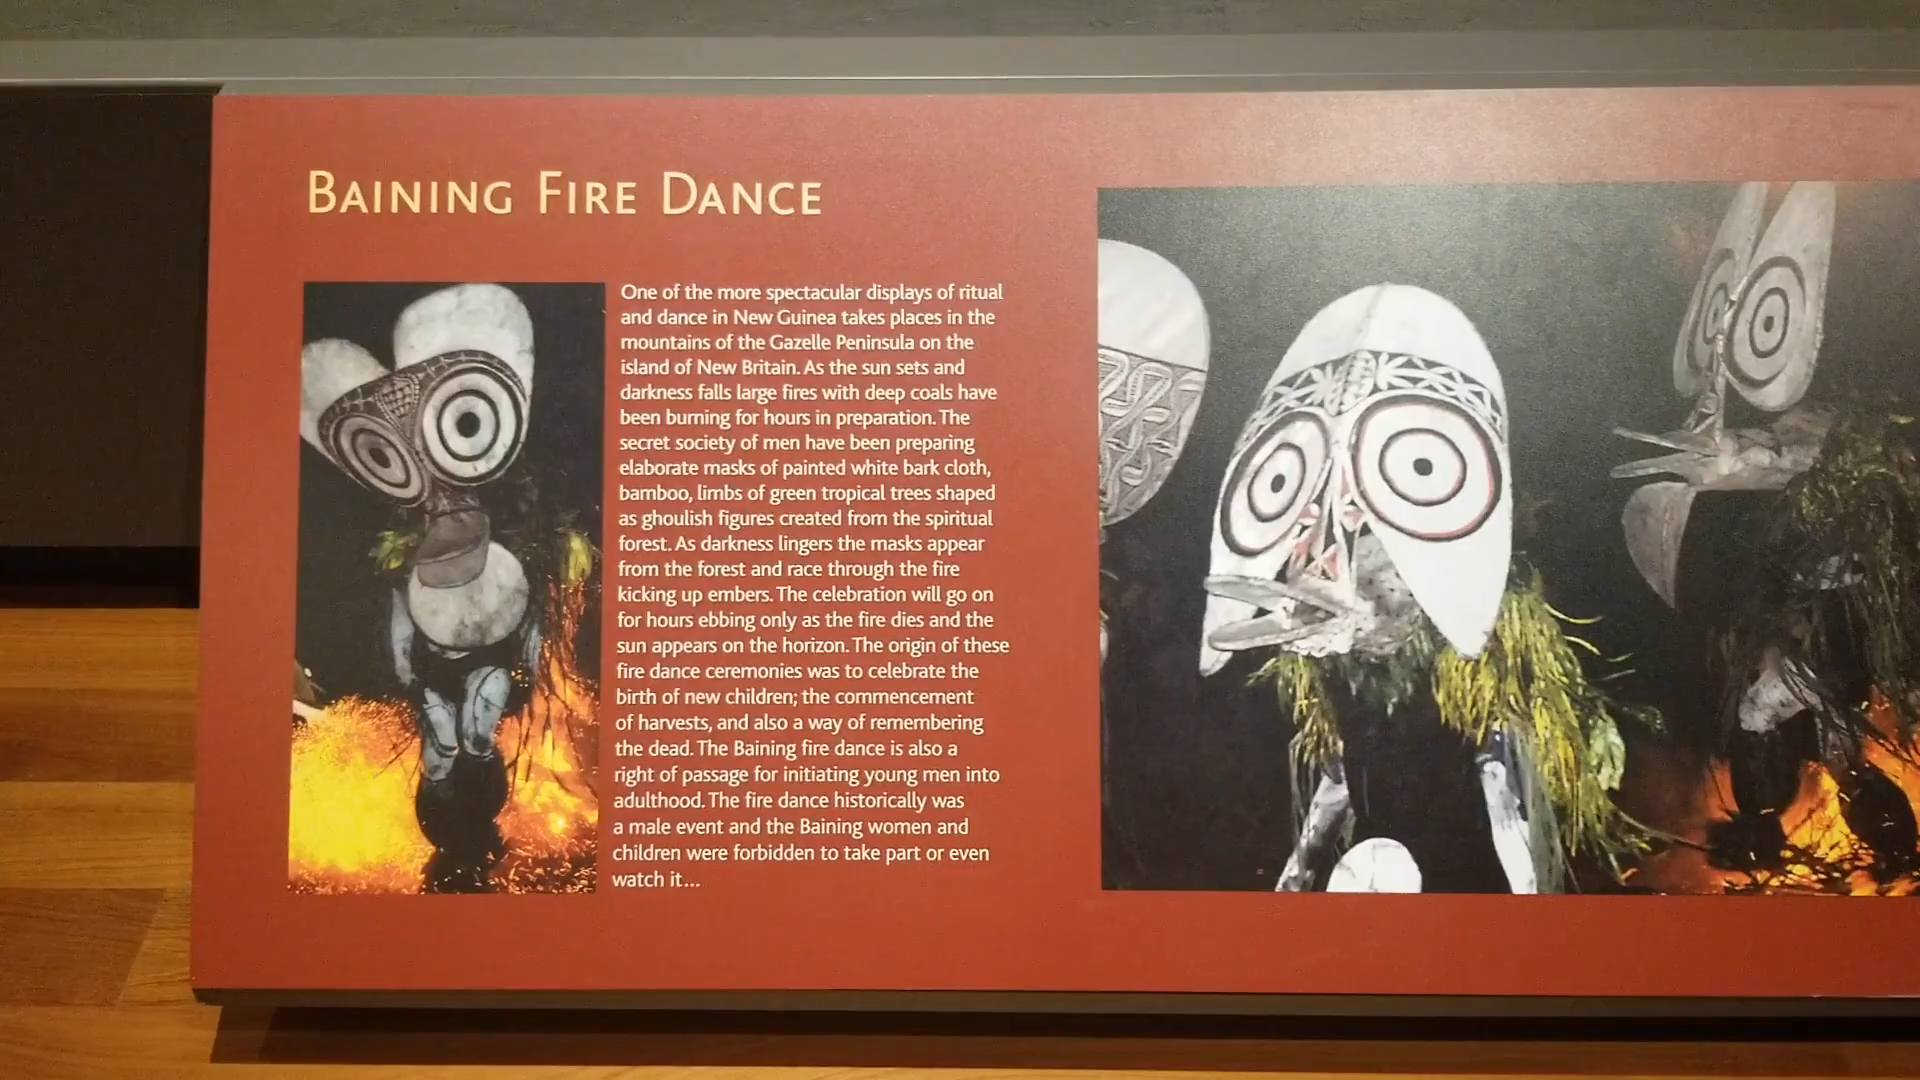 BAINING FIRE DANCE
One of the more spectacular displays of ritual
and dance in New Guinea takes places in the
mountains of the Gazelle Peninsula on the
island of New Britain. As the sun sets and
darkness falls large fires with deep coals have
been burning for hours in preparation. The
secret society of men have been preparing
elaborate masks of painted white bark cloth,
bamboo, limbs of green tropical trees shaped
as ghoulish figures created from the spiritual
forest. As darkness lingers the masks appear
from the forest and race through the fire
kicking up embers. The celebration will go on
for hours ebbing only as the fire dies and the
sun appears on the horizon. The origin of these
fire dance ceremonies was to celebrate the
birth of new children; the commencement
of harvests, and also a way of remembering
the dead. The Baining fire dance is also a
right of passage for initiating young men into
adulthood. The fire dance historically was
a male event and the Baining women and
children were forbidden to take part or even
watch it...